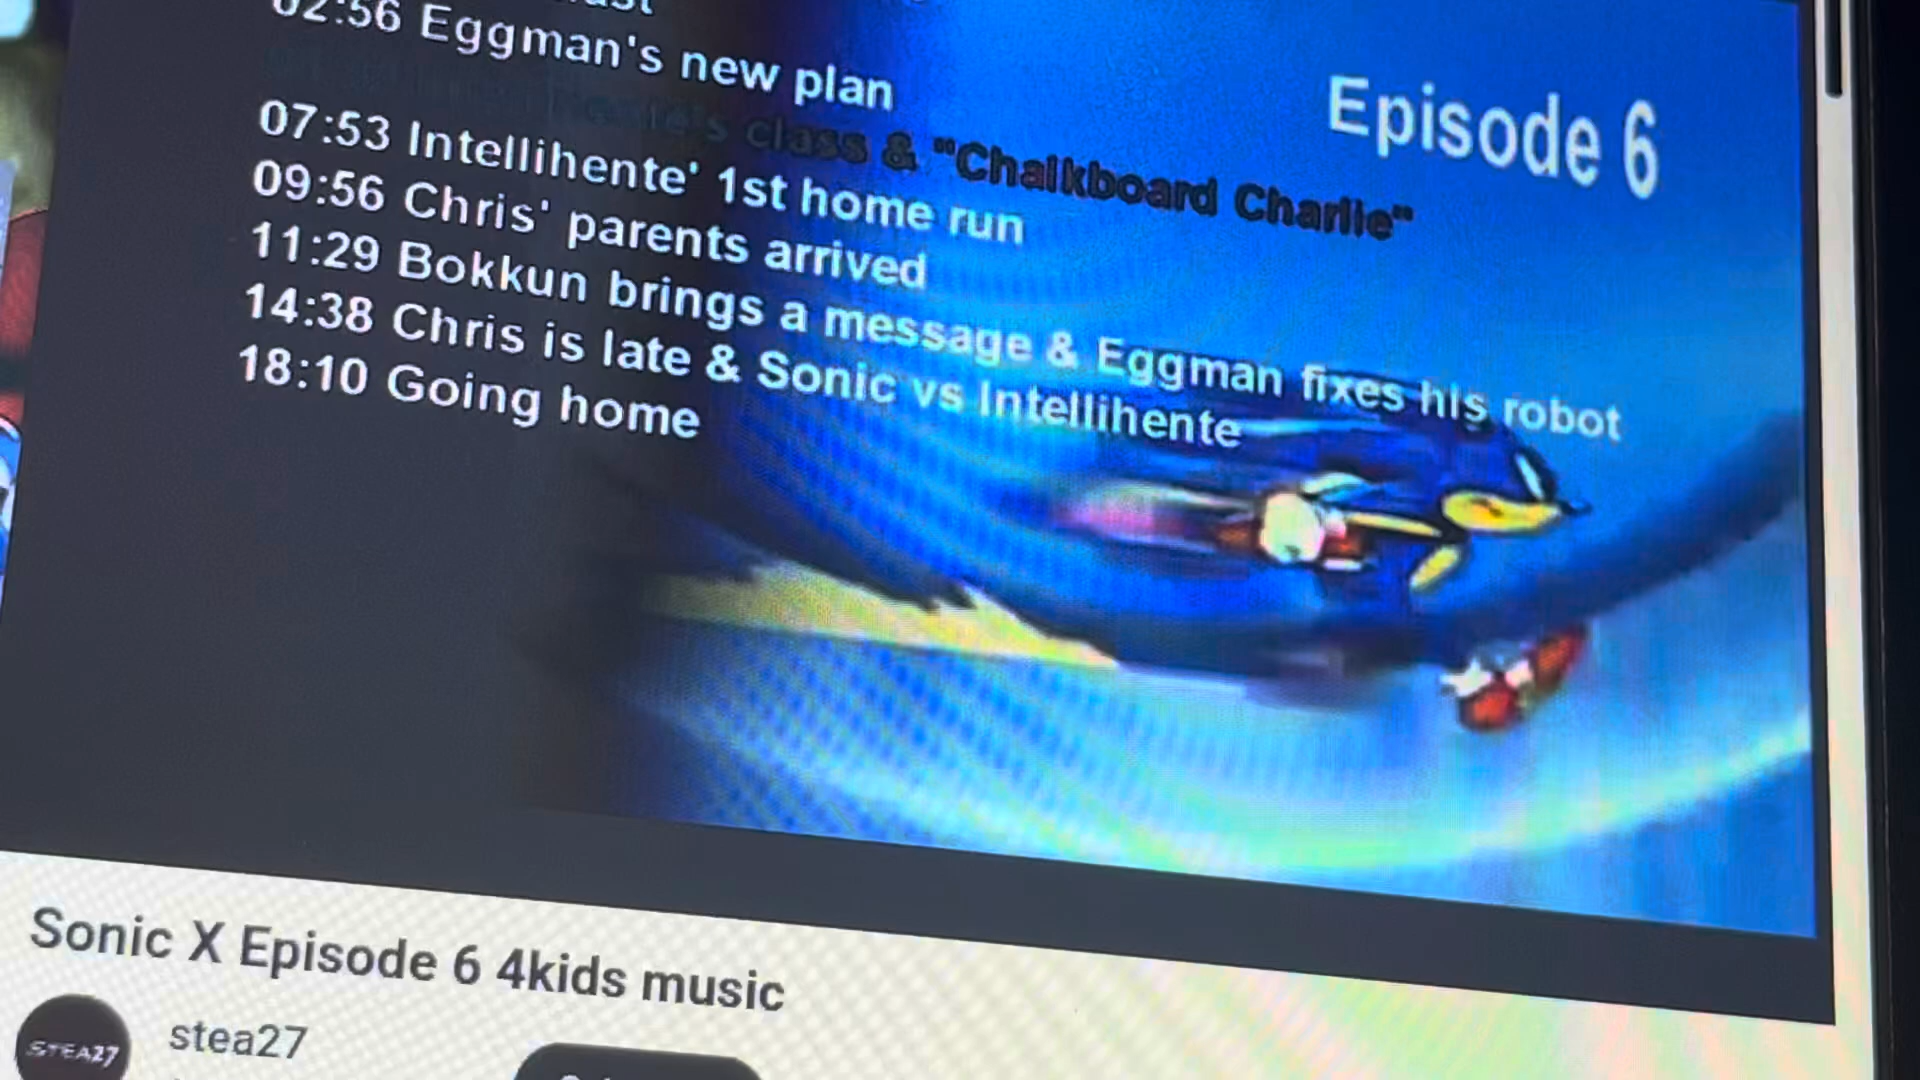 02:56 Eggman's new plan
Episode 6
class & "Chalkboard Charlie"
07:53 Intellihente' 1st home run
09:56 Chris' parents arrived
11:29 Bokkun brings a message & Eggman fixes his robot
14:38 Chris is late & Sonic vs Intellihente
18:10 Going home
Sonic X Episode 6 4kids music
STEA27
stea27